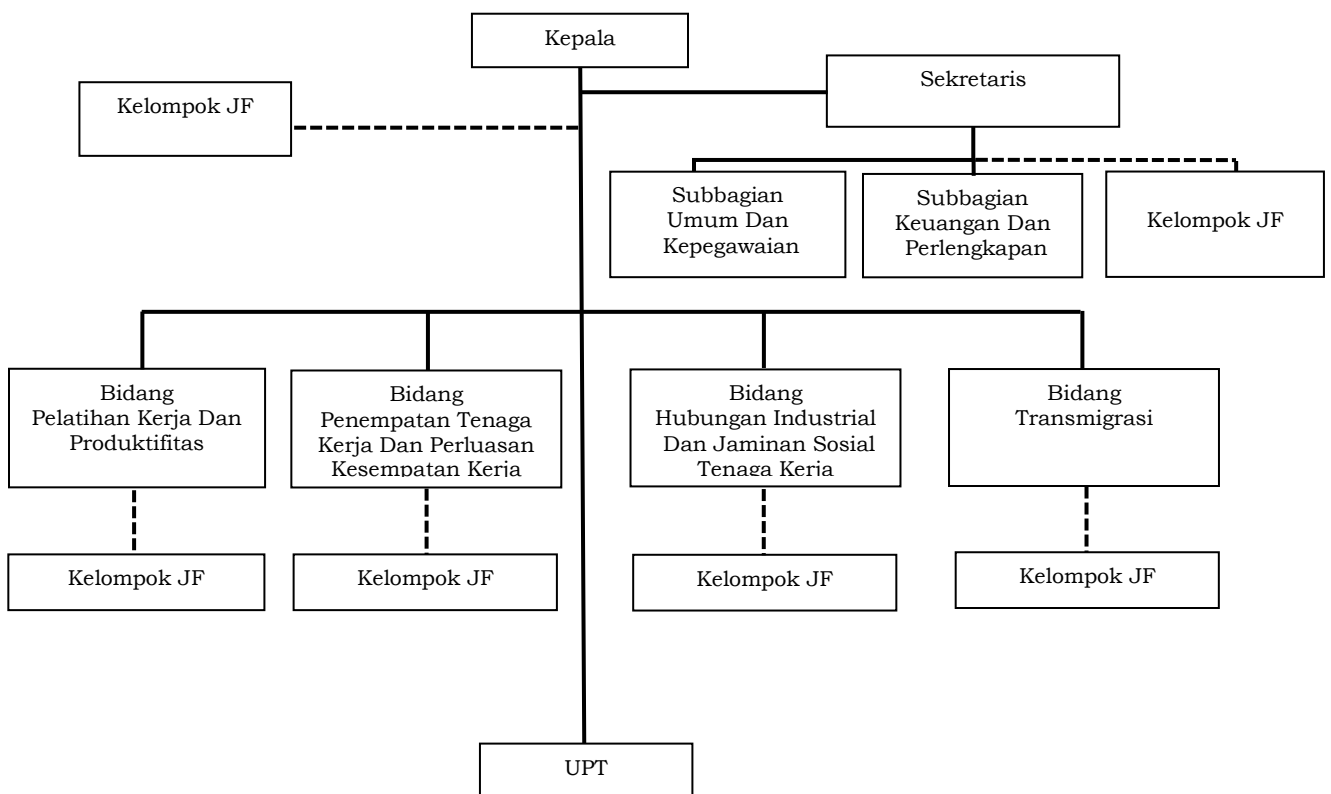 Kepala
Sekretaris
Kelompok JF
Subbagian
Umum Dan
Kepegawaian
Subbagian
Keuangan Dan
Perlengkapan
Kelompok JF
Bidang
Pelatihan Kerja Dan
Produktifitas
Bidang
Penempatan Tenaga
Kerja Dan Perluasan
Kesempatan Kerja
Bidang
Hubungan Industrial
Dan Jaminan Sosial
Tenaga Kerja
Bidang
Transmigrasi
Kelompok JF
Kelompok JF
Kelompok JF
Kelompok JF
UPT